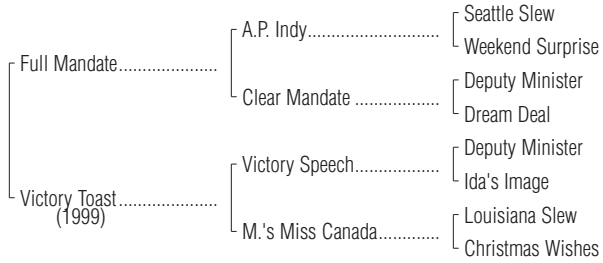 Seattle Slew
A.P. Indy............................
Weekend Surprise
Full Mandate.....................
Deputy Minister
Clear Mandate ..................
Dream Deal
Deputy Minister
Victory Speech..................
Ida's Image
Victory Toast.....................
(1999)
Louisiana Slew
M.'s Miss Canada.............
Christmas Wishes